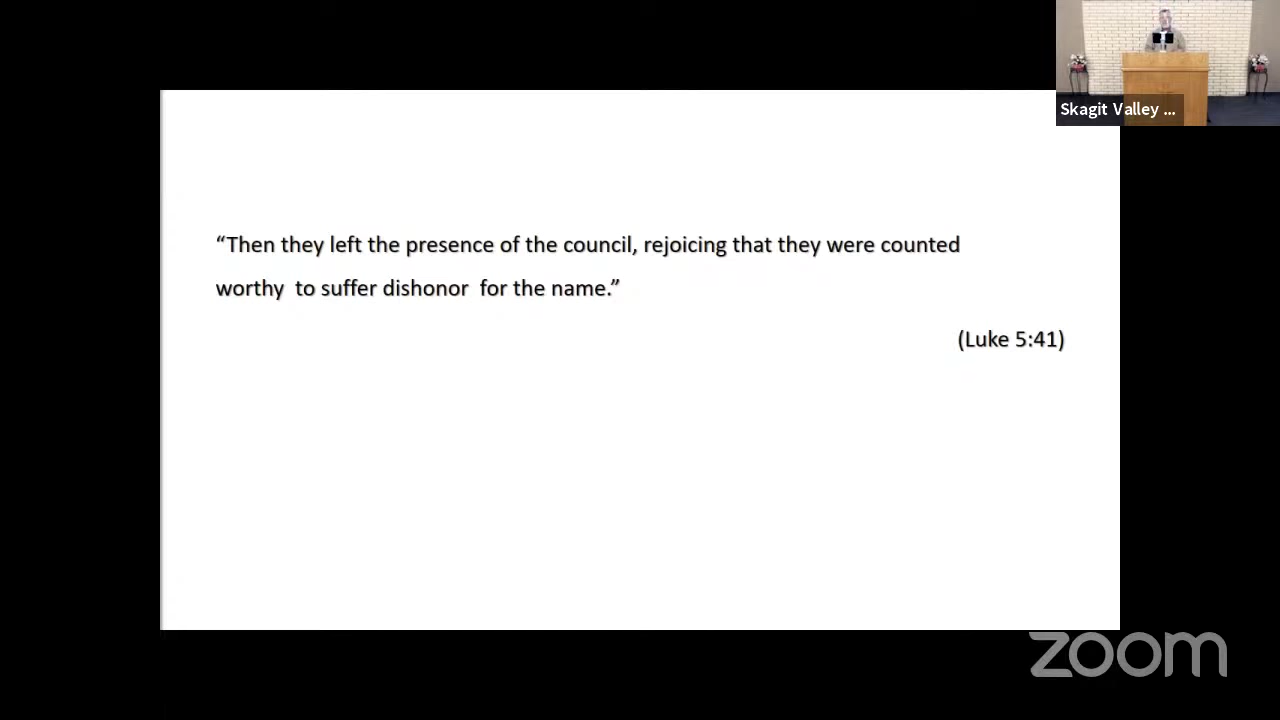 Skagit Valley ...
“Then they left the presence of the council, rejoicing that they were counted
worthy  to suffer dishonor  for the name.”
(Luke 5:41)
zoom